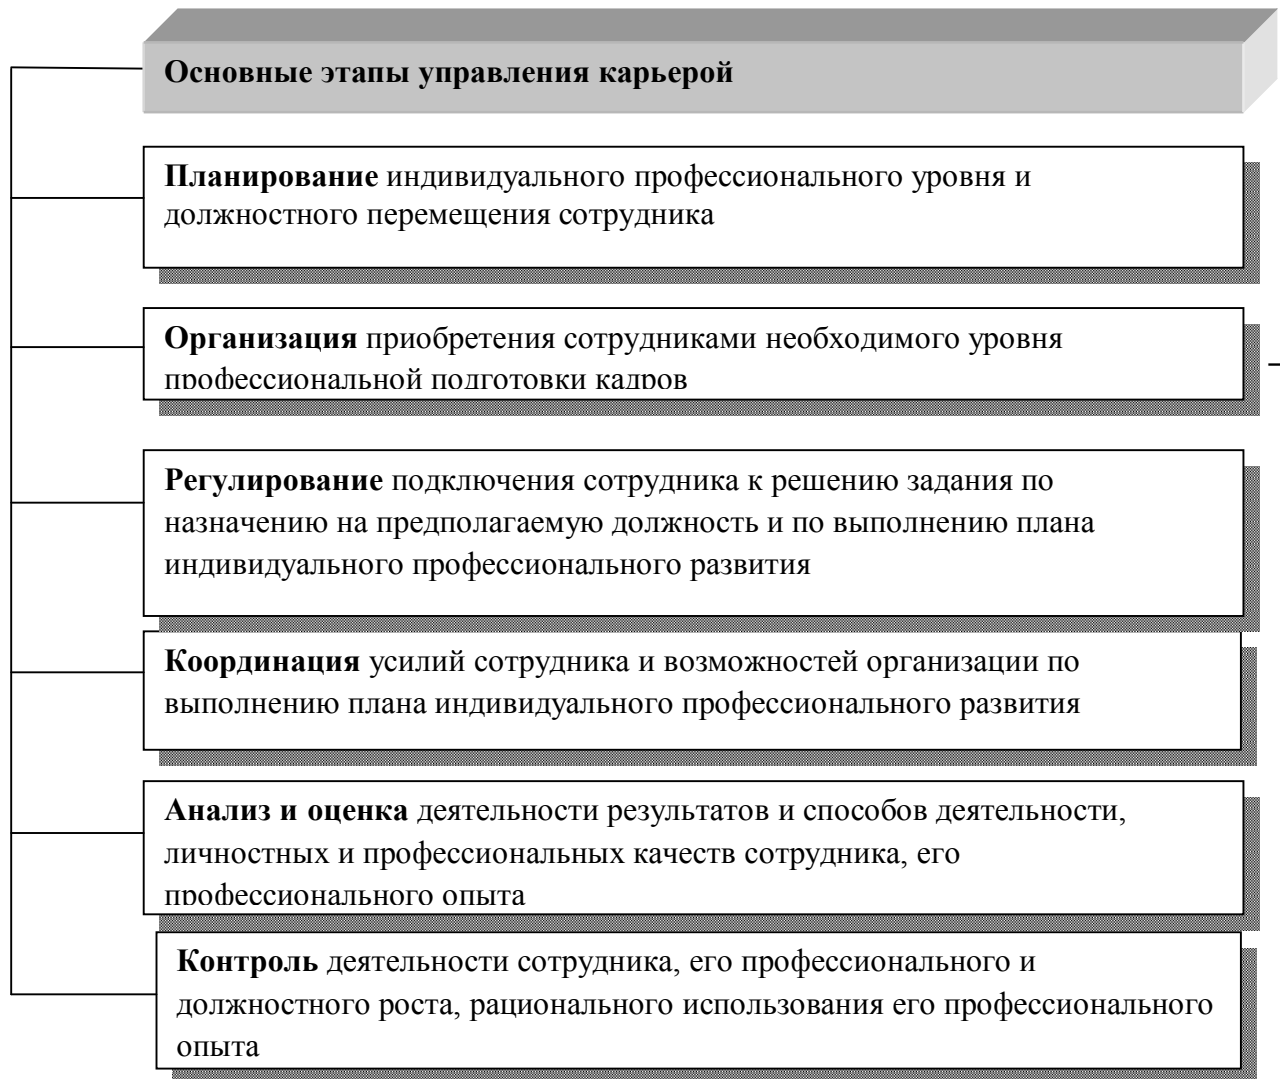 Основные этапы управления карьерой
Планирование индивидуального профессионального уровня и
должностного перемещения сотрудника
Организация приобретения сотрудниками необходимого уровня
профессиональной подготовки кадров
Регулирование подключения сотрудника к решению задания по
назначению на предполагаемую должность и по выполнению плана
индивидуального профессионального развития
Координация усилий сотрудника и возможностей организации по
выполнению плана индивидуального профессионального развития
Анализ и оценка деятельности результатов и способов деятельности,
личностных и профессиональных качеств сотрудника, его
профессионального опыта
Контроль деятельности сотрудника, его профессионального и
должностного роста, рационального использования его профессионального
опыта